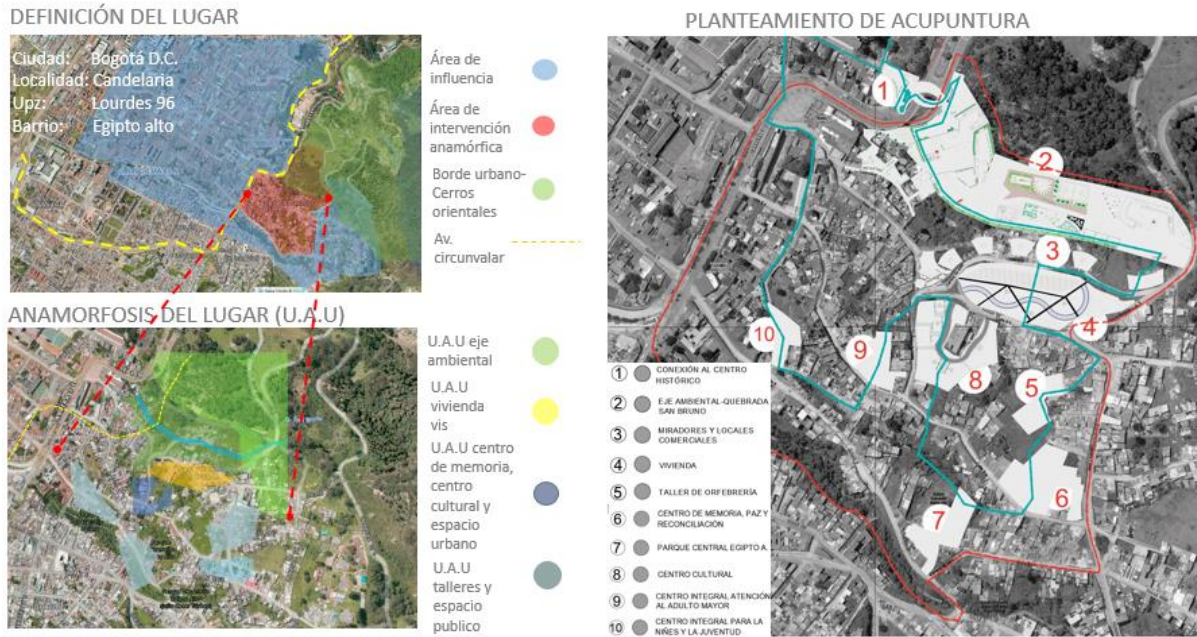 DEFINICIÓN DEL LUGAR
Ciudad: Bogotá D.C.
Localidad: Candelaria
Upz: Lourdes 96
Barrio: Egipto alto
Área de
influencia
Área de
intervención
anamórfica
Borde urbano-
Cerros
orientales
Av.
circunvalar
ANAMORFOSIS DEL LUGAR (U.A.U)
U.A.U eje
ambiental
U.A.U
vivienda
vis
U.A.U centro
de memoria,
centro
cultural y
espacio
urbano
U.A.U
talleres y
espacio
publico
PLANTEAMIENTO DE ACUPUNTURA
1
2
3
4
5
6
7
8
9
10
1 CONEXIÓN AL CENTRO
HISTÓRICO
2 EJE AMBIENTAL-QUEBRADA
SAN BRUNO
3 MIRADORES Y LOCALES
COMERCIALES
4 VIVIENDA
5 TALLER DE ORFEBRERÍA
6 CENTRO DE MEMORIA, PAZ Y
RECONCILIACIÓN
7 PARQUE CENTRAL EGIPTO A.
8 CENTRO CULTURAL
9 CENTRO INTEGRAL ATENCIÓN
AL ADULTO MAYOR
10 CENTRO INTEGRAL PARA LA
NIÑES Y LA JUVENTUD